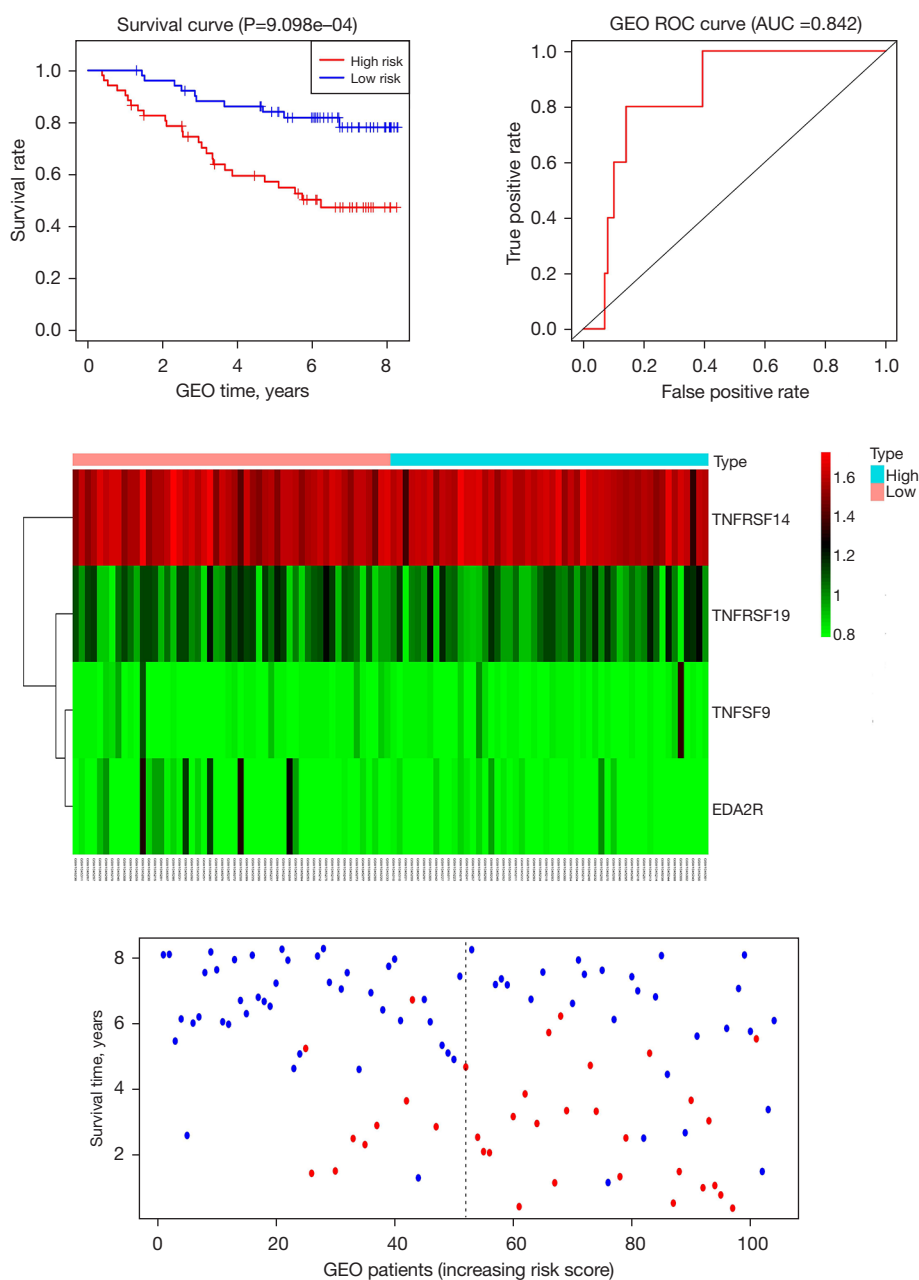 Survival curve (P=9.098e–04)
High risk
Low risk
1.0
0.8
0.6
0.4
0.2
0.0
Survival rate
0 2 4 6 8
GEO time, years
GEO ROC curve (AUC =0.842)
1.0
0.8
0.6
0.4
0.2
0.0
True positive rate
0.0 0.2 0.4 0.6 0.8 1.0
False positive rate
Type
TNFRSF14
TNFRSF19
TNFSF9
EDA2R
1.6
1.4
1.2
1
0.8
Type
High
Low
8
6
4
2
Survival time, years
0 20 40 60 80 100
GEO patients (increasing risk score)